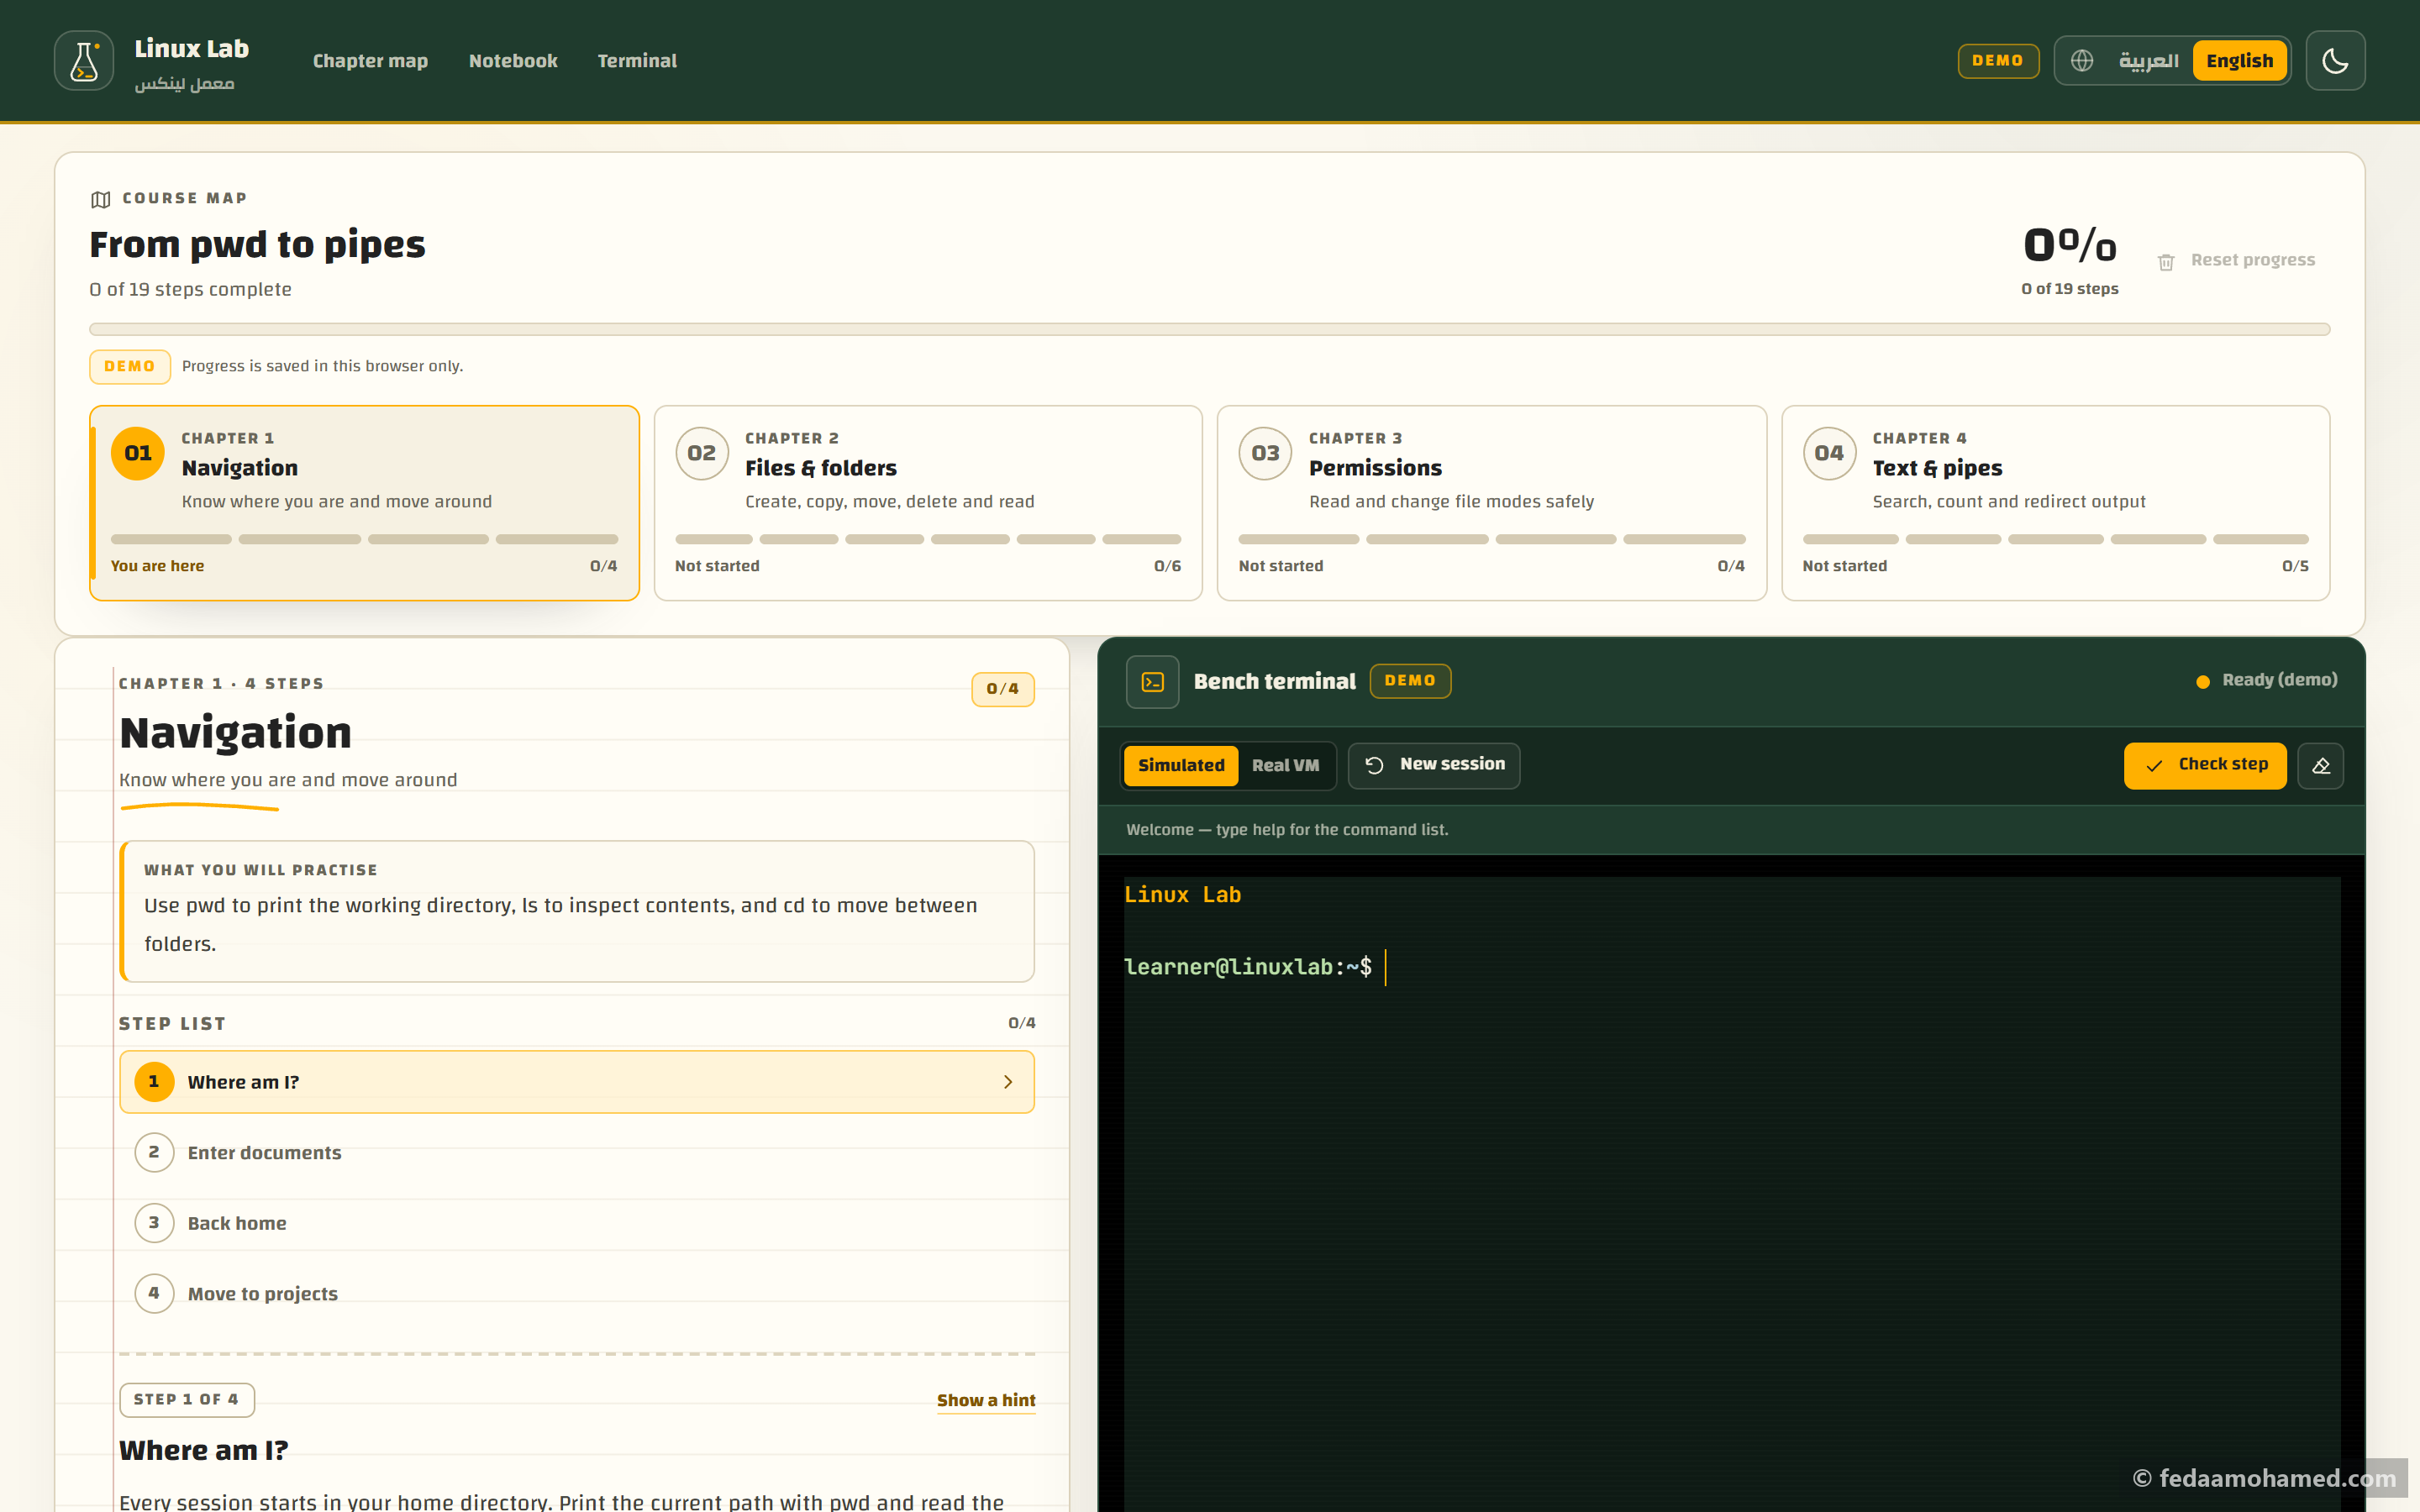 Linux Lab
معمل لينكس
Chapter map
Notebook
Terminal
DEMO
العربية
English
COURSE MAP
From pwd to pipes
0 of 19 steps complete
0%
0 of 19 steps
Reset progress
DEMO
Progress is saved in this browser only.
01
CHAPTER 1
Navigation
Know where you are and move around
You are here
0/4
02
CHAPTER 2
Files & folders
Create, copy, move, delete and read
Not started
0/6
03
CHAPTER 3
Permissions
Read and change file modes safely
Not started
0/4
04
CHAPTER 4
Text & pipes
Search, count and redirect output
Not started
0/5
CHAPTER 1 · 4 STEPS
0/4
Navigation
Know where you are and move around
WHAT YOU WILL PRACTISE
Use pwd to print the working directory, ls to inspect contents, and cd to move between
folders.
STEP LIST
0/4
1
Where am I?
2
Enter documents
3
Back home
4
Move to projects
STEP 1 OF 4
Show a hint
Where am I?
Every session starts in your home directory. Print the current path with pwd and read the
Bench terminal
DEMO
Ready (demo)
Simulated
Real VM
New session
Check step
Welcome — type help for the command list.
Linux Lab
learner@linuxlab:~$
© fedaamohamed.com